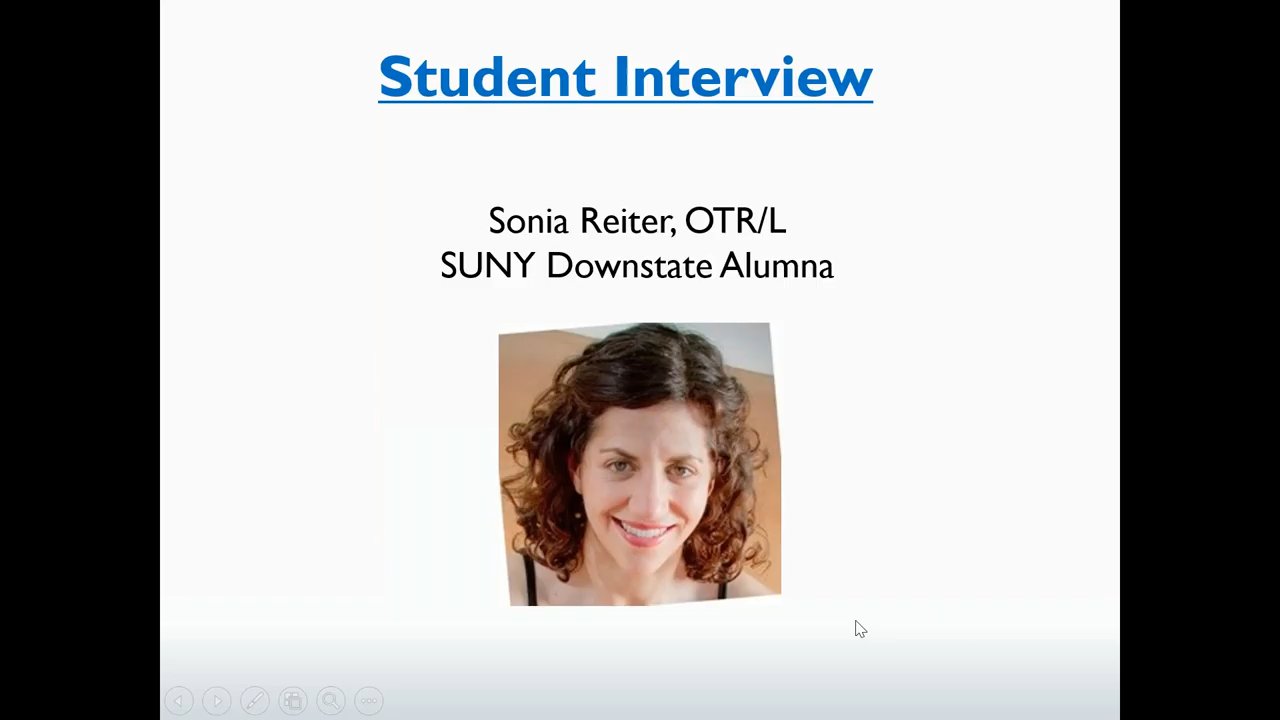 Student Interview
Sonia Reiter, OTR/L
SUNY Downstate Alumna